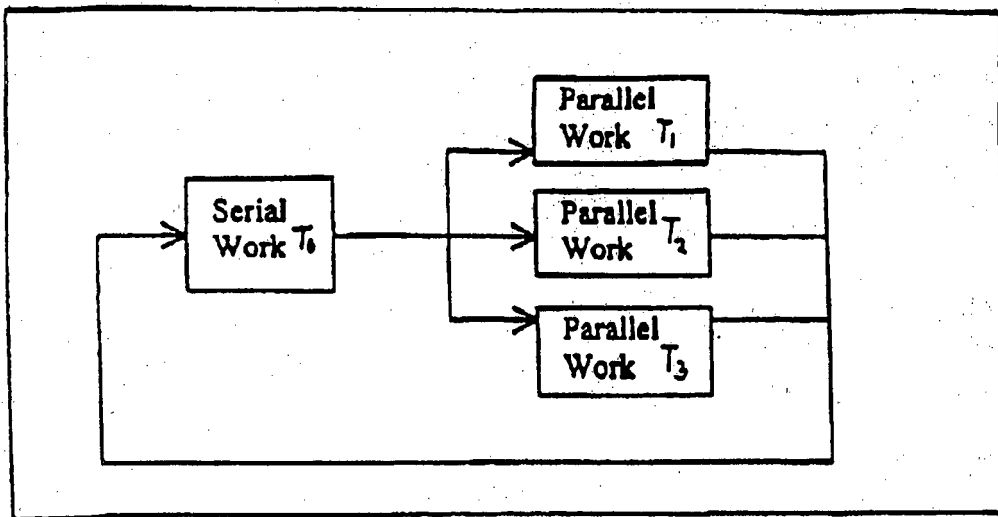 Parallel
Work T₁
Serial
Work T₀
Parallel
Work T₂
Parallel
Work T₃